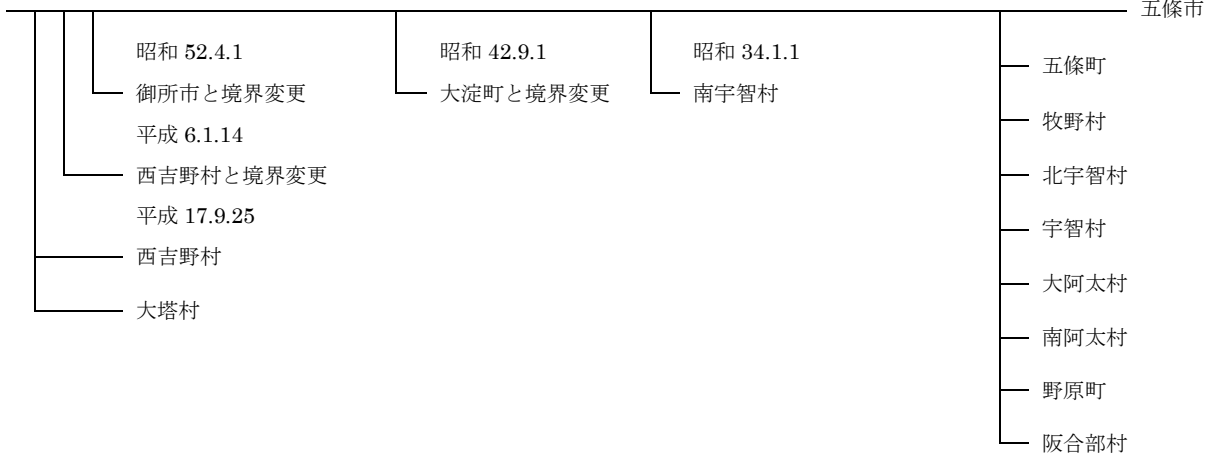 五條市
昭和 52.4.1
御所市と境界変更
平成 6.1.14
西吉野村と境界変更
平成 17.9.25
西吉野村
大塔村
昭和 42.9.1
大淀町と境界変更
昭和 34.1.1
南宇智村
五條町
牧野村
北宇智村
宇智村
大阿太村
南阿太村
野原町
阪合部村